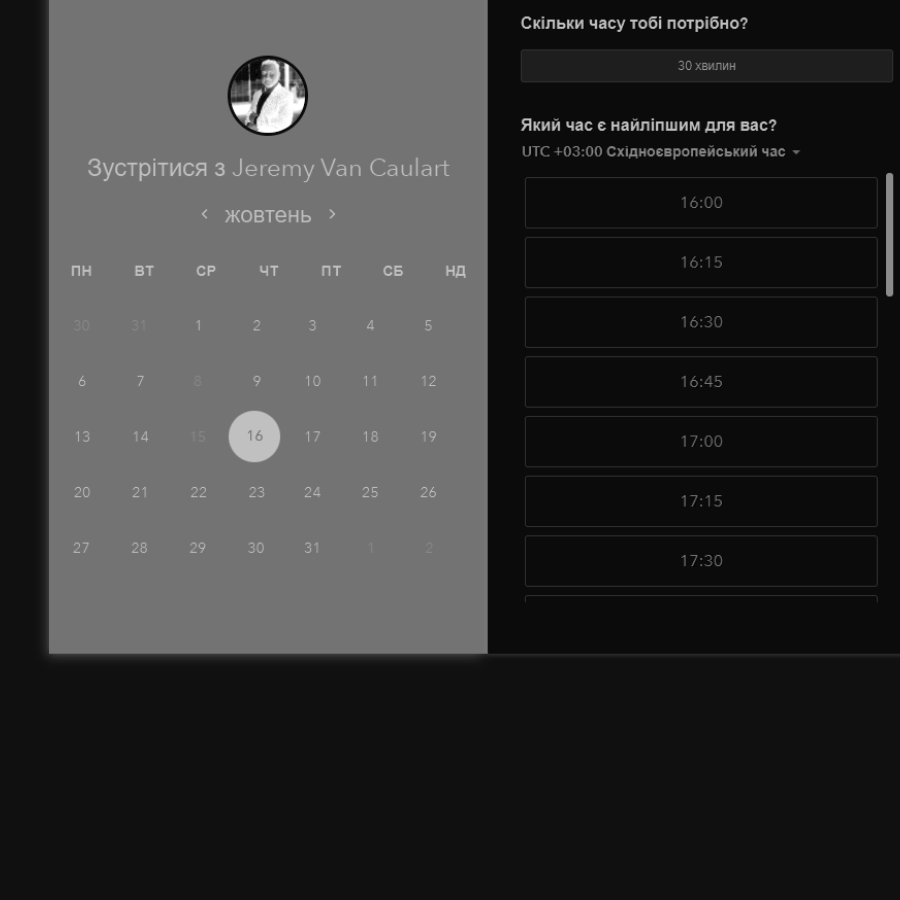 Зустрітися з Jeremy Van Caulart
жовтень
ПН ВТ СР ЧТ ПТ СБ НД
30 31 1 2 3 4 5
6 7 8 9 10 11 12
13 14 15 16 17 18 19
20 21 22 23 24 25 26
27 28 29 30 31 1 2
Скільки часу тобі потрібно?
30 хвилин
Який час є найліпшим для вас?
UTC +03:00 Східноєвропейський час
16:00
16:15
16:30
16:45
17:00
17:15
17:30